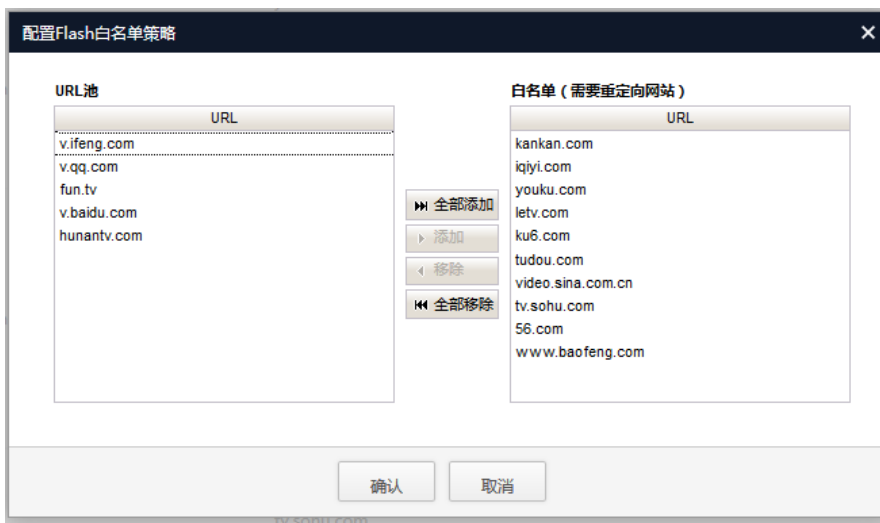 配置Flash白名单策略
URL池
URL
v.ifeng.com
v.qq.com
fun.tv
v.baidu.com
hunantv.com
全部添加
添加
移除
全部移除
白名单（需要重定向网站）
URL
kankan.com
iqiyi.com
youku.com
letv.com
ku6.com
tudou.com
video.sina.com.cn
tv.sohu.com
56.com
www.baofeng.com
确认
取消
tv.sohu.com